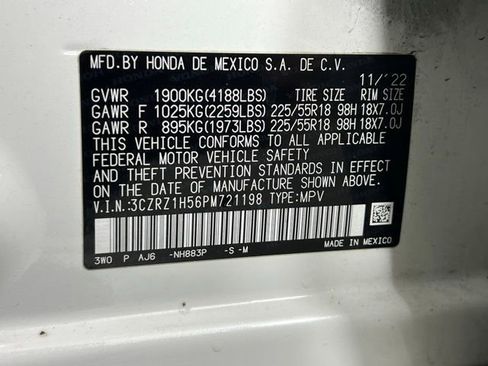 MFD.BY HONDA DE MEXICO S.A. DE C.V.
11/'22
GVWR 1900KG(4188LBS) TIRE SIZE RIM SIZE
GAWR F 1025KG(2259LBS) 225/55R18 98H 18X7.0J
GAWR R 895KG(1973LBS) 225/55R18 98H 18X7.0J
THIS VEHICLE CONFORMS TO ALL APPLICABLE
FEDERAL MOTOR VEHICLE SAFETY
AND THEFT PREVENTION STANDARDS IN EFFECT
ON THE DATE OF MANUFACTURE SHOWN ABOVE.
V.I.N.:3CZRZ1H56PM721198 TYPE:MPV
3W0 P AJ6 -NH883P -S -M
MADE IN MEXICO